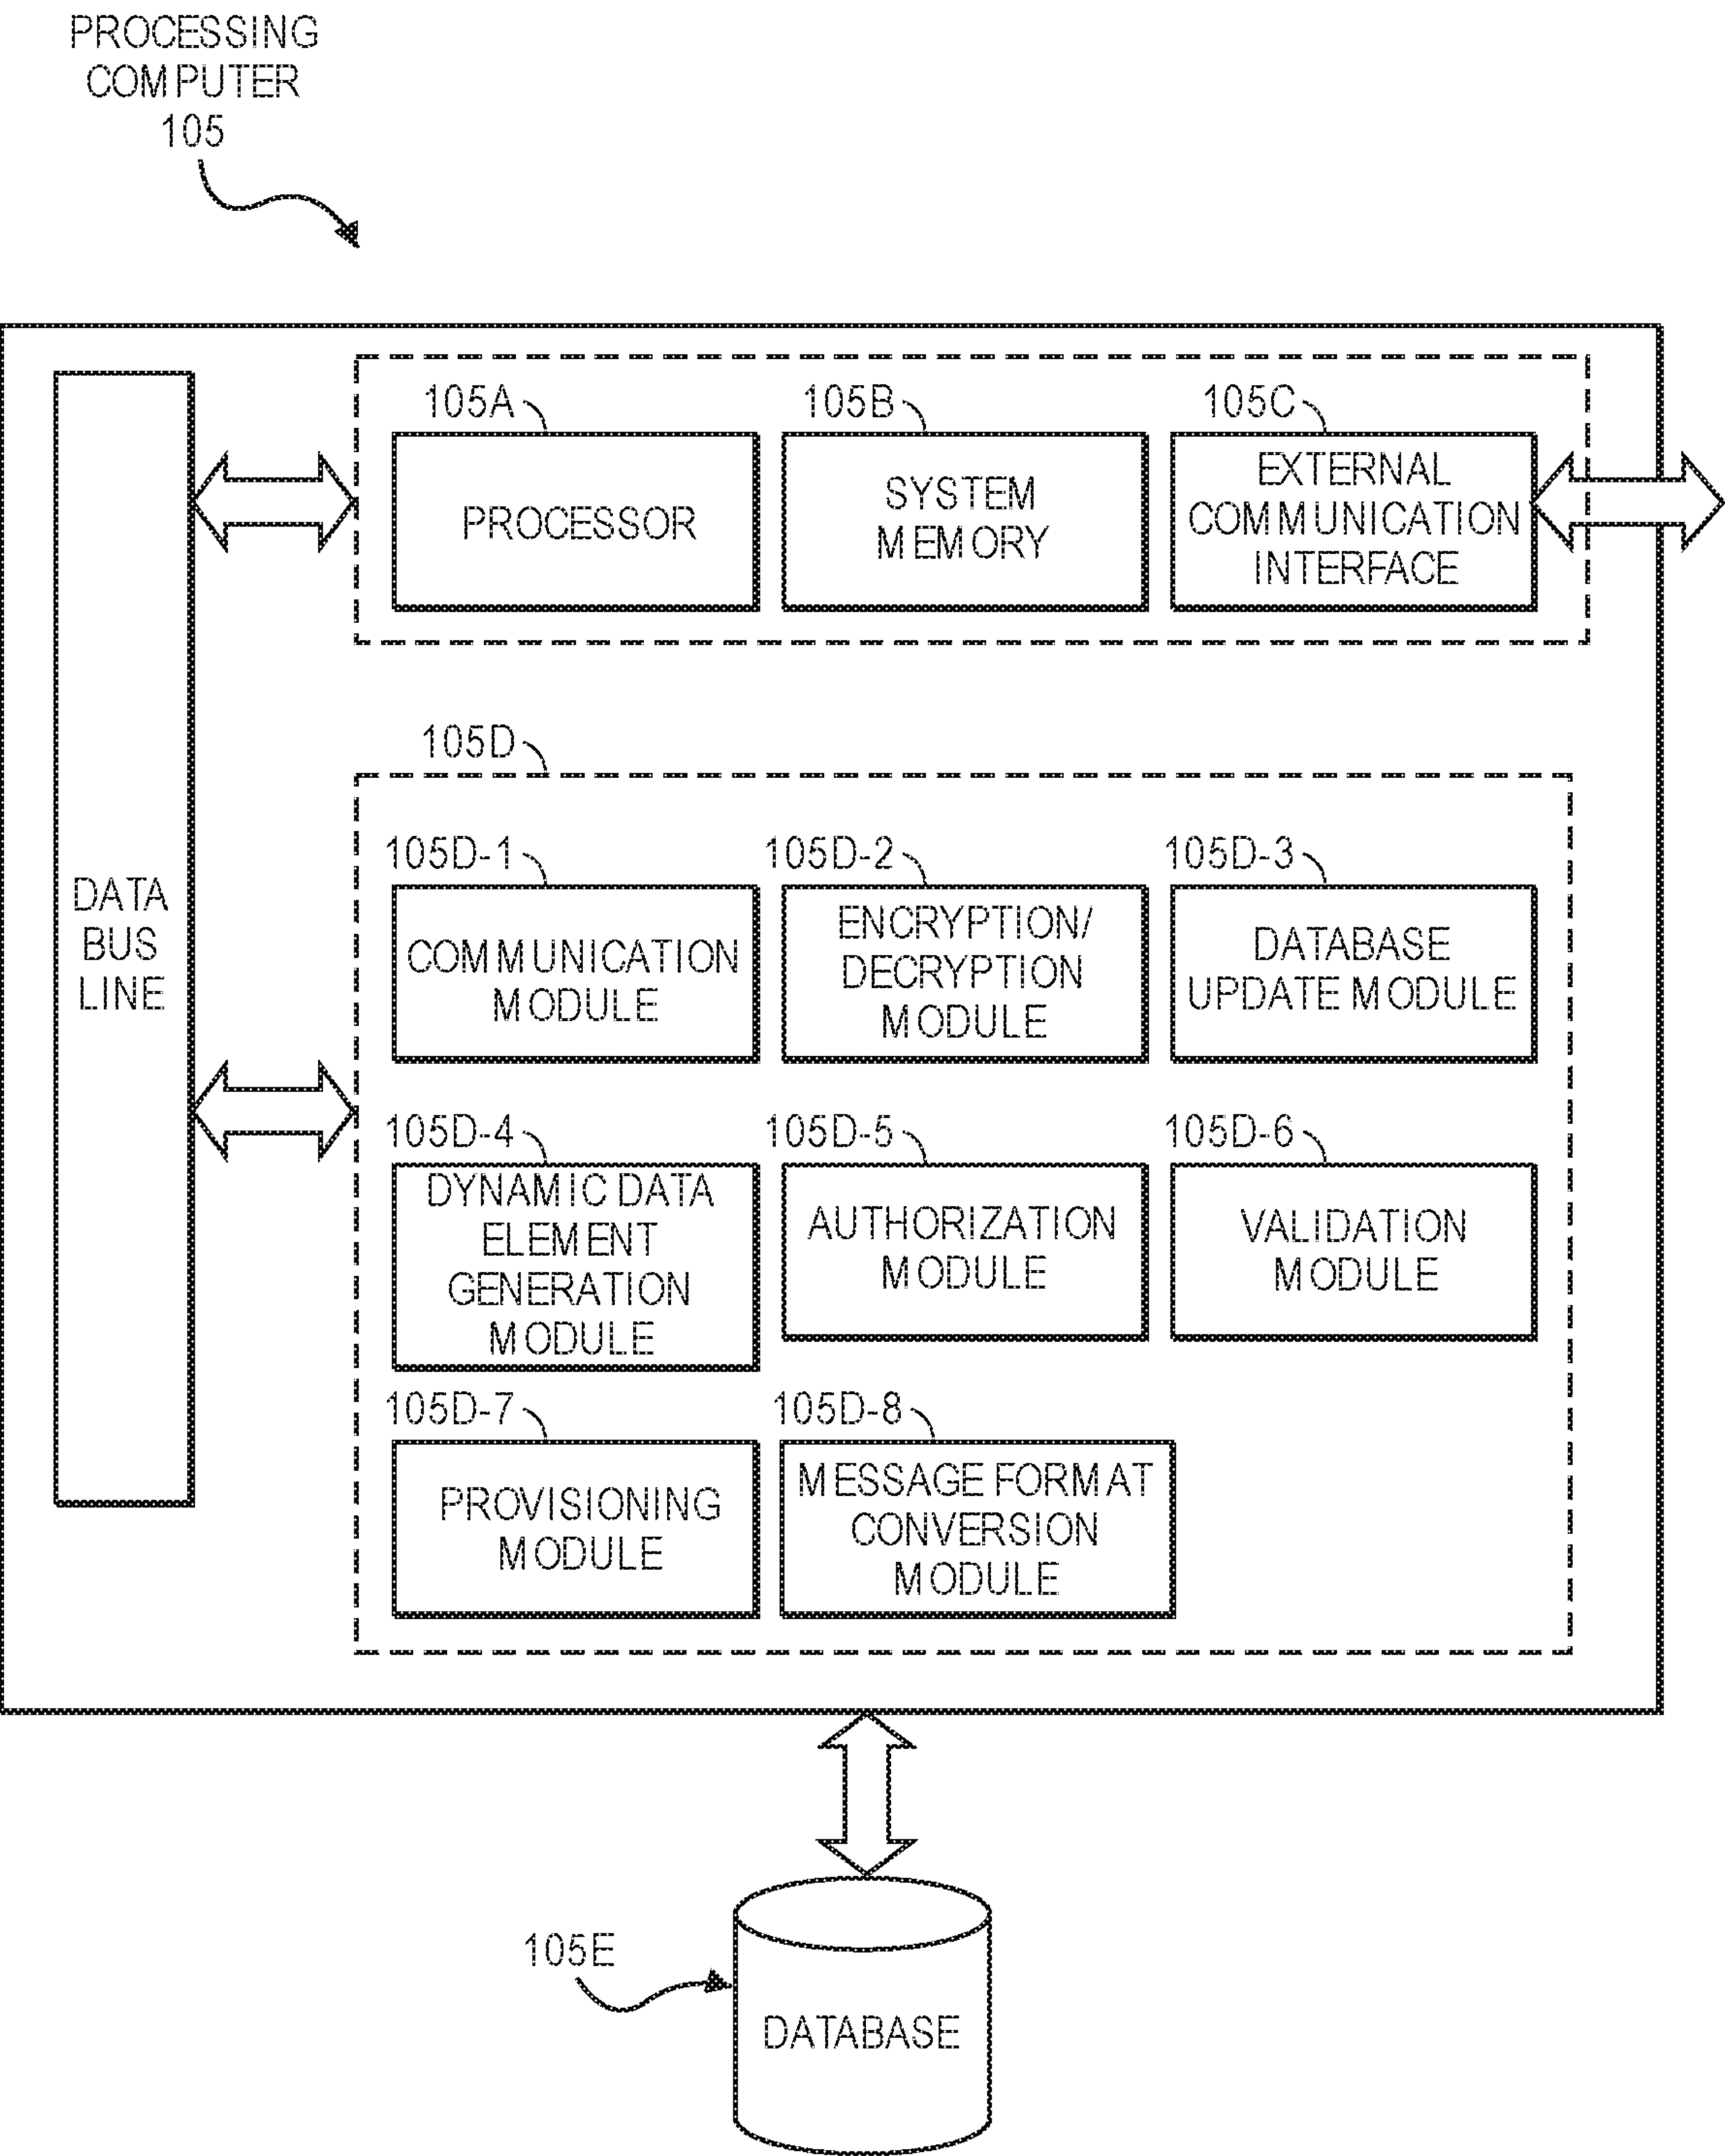 PROCESSING
COMPUTER
105
105A
PROCESSOR
105B
SYSTEM
MEMORY
105C
EXTERNAL
COMMUNICATION
INTERFACE
DATA
BUS
LINE
105D
105D-1
COMMUNICATION
MODULE
105D-2
ENCRYPTION/
DECRYPTION
MODULE
105D-3
DATABASE
UPDATE MODULE
105D-4
DYNAMIC DATA
ELEMENT
GENERATION
MODULE
105D-5
AUTHORIZATION
MODULE
105D-6
VALIDATION
MODULE
105D-7
PROVISIONING
MODULE
105D-8
MESSAGE FORMAT
CONVERSION
MODULE
105E
DATABASE